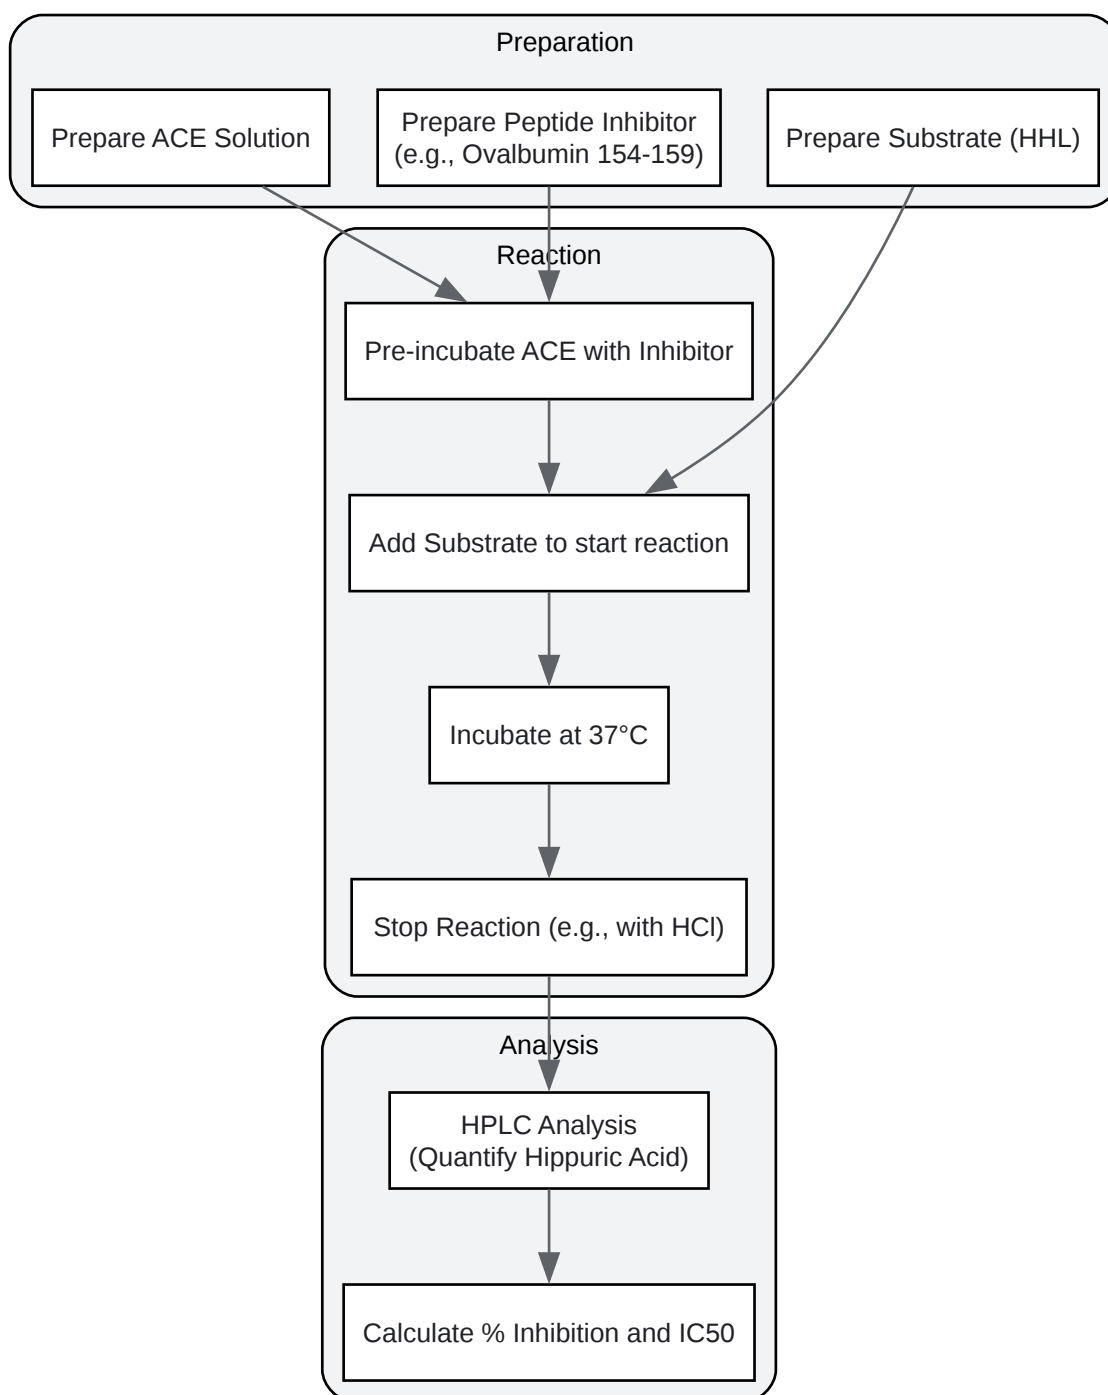 Preparation
Prepare ACE Solution
Prepare Peptide Inhibitor
(e.g., Ovalbumin 154-159)
Prepare Substrate (HHL)
Reaction
Pre-incubate ACE with Inhibitor
Add Substrate to start reaction
Incubate at 37°C
Stop Reaction (e.g., with HCl)
Analysis
HPLC Analysis
(Quantify Hippuric Acid)
Calculate % Inhibition and IC50